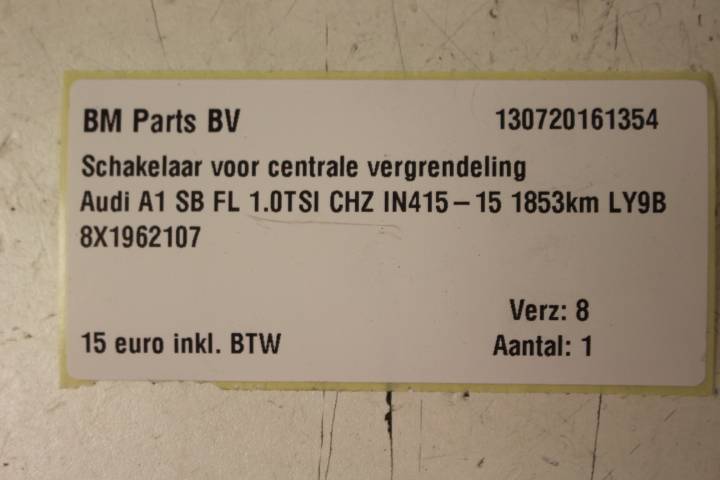 BM Parts BV 130720161354
Schakelaar voor centrale vergrendeling
Audi A1 SB FL 1.0TSI CHZ IN415-15 1853km LY9B
8X1962107
Verz: 8
15 euro inkl. BTW Aantal: 1